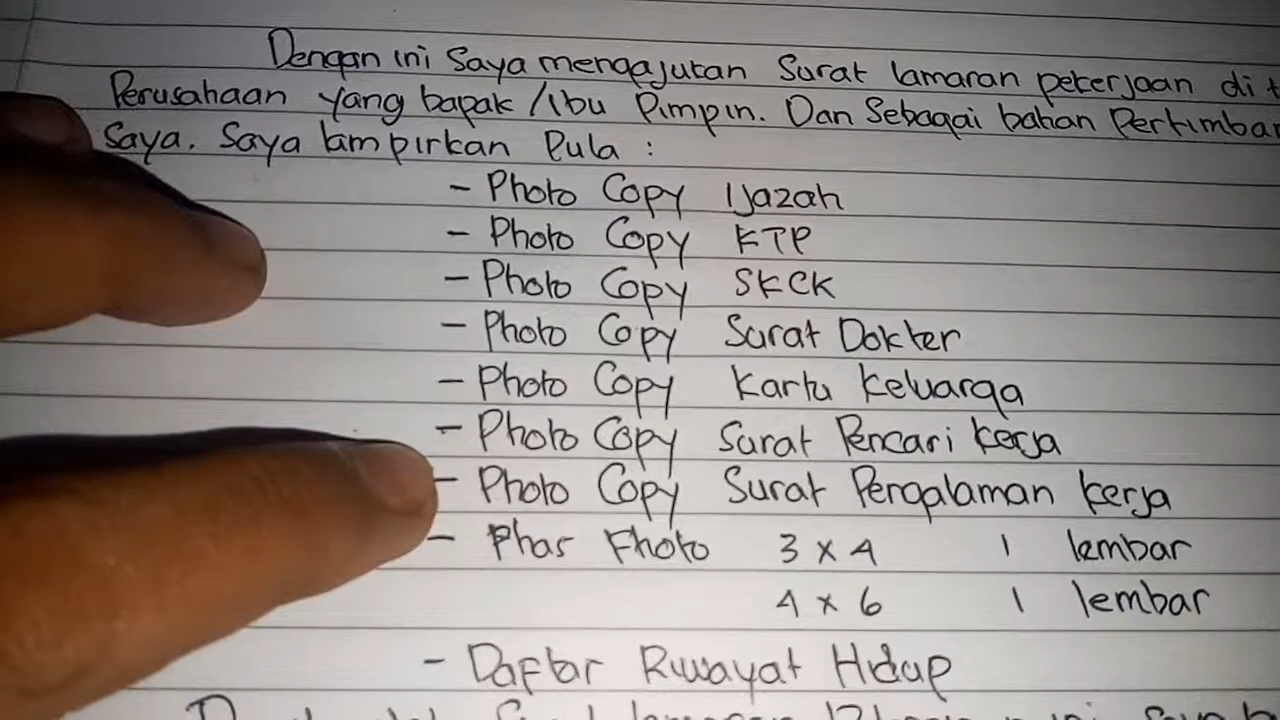 Dengan ini Saya mengajukan Surat lamaran pekerjaan di
Perusahaan yang bapak /Ibu Pimpin. Dan Sebagai bahan
Saya. Saya lampirkan Pula :
- Photo Copy Ijazah
- Photo Copy KTP
- Photo Copy SKCK
- Photo Copy Surat Dokter
- Photo Copy Kartu Keluarga
- Photo Copy Surat Pencari Kerja
- Photo Copy Surat Pengalaman Kerja
- Phas Fhoto 3 x 4 1 lembar
4 x 6 1 lembar
- Daftar Riwayat Hidup